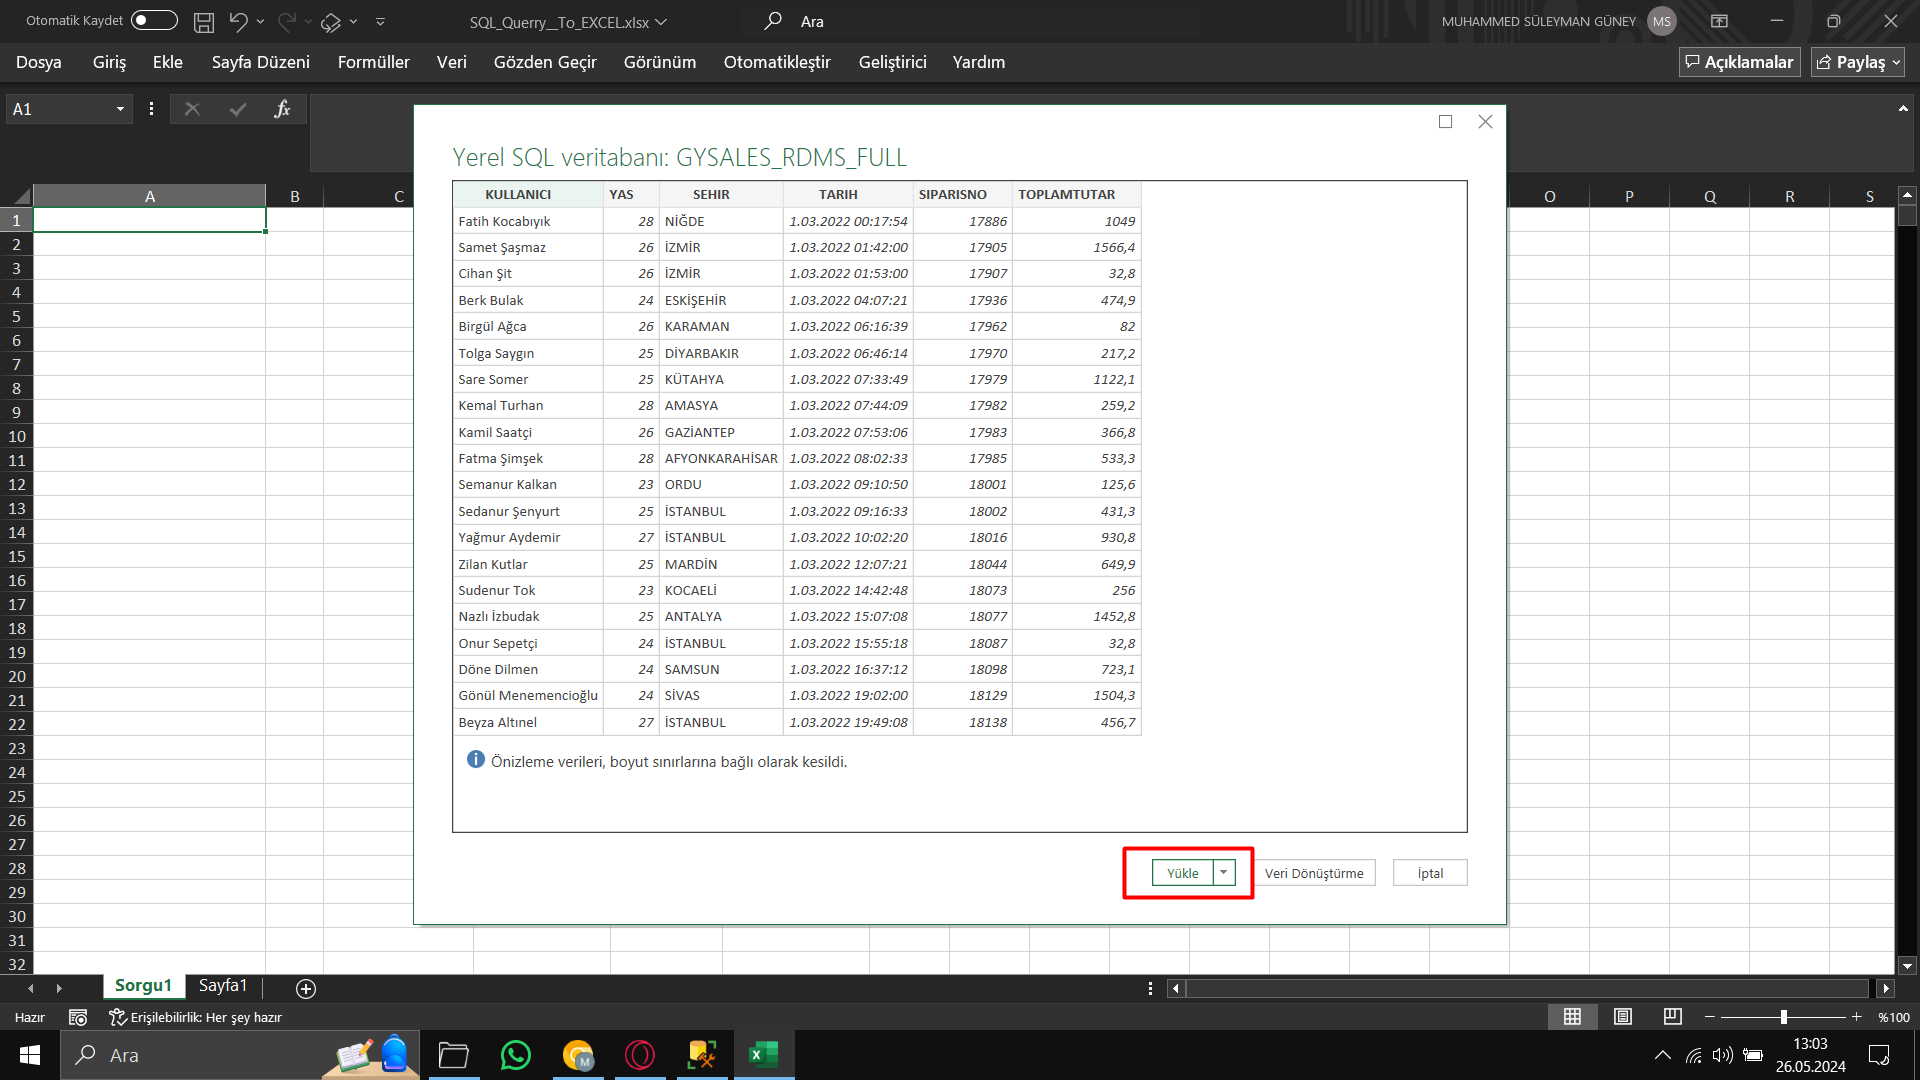 Otomatik Kaydet
SQL_Querry__To_EXCEL.xlsx
Ara
MUHAMMED SÜLEYMAN GÜNEY MS
Dosya Giriş Ekle Sayfa Düzeni Formüller Veri Gözden Geçir Görünüm Otomatikleştir Geliştirici Yardım
Açıklamalar Paylaş
A1 fx
Yerel SQL veritabanı: GYSALES_RDMS_FULL
A B C O P Q R S
KULLANICI YAS SEHIR TARIH SIPARISNO TOPLAMTUTAR
1 Fatih Kocabıyık 28 NİĞDE 1.03.2022 00:17:54 17886 1049
2 Samet Şaşmaz 26 İZMİR 1.03.2022 01:42:00 17905 1566,4
3 Cihan Şit 26 İZMİR 1.03.2022 01:53:00 17907 32,8
4 Berk Bulak 24 ESKİŞEHİR 1.03.2022 04:07:21 17936 474,9
5 Birgül Ağca 26 KARAMAN 1.03.2022 06:16:39 17962 82
6 Tolga Saygın 25 DİYARBAKIR 1.03.2022 06:46:14 17970 217,2
7 Sare Somer 25 KÜTAHYA 1.03.2022 07:33:49 17979 1122,1
8 Kemal Turhan 28 AMASYA 1.03.2022 07:44:09 17982 259,2
9 Kamil Saatçi 26 GAZİANTEP 1.03.2022 07:53:06 17983 366,8
10 Fatma Şimşek 28 AFYONKARAHİSAR 1.03.2022 08:02:33 17985 533,3
11 Semanur Kalkan 23 ORDU 1.03.2022 09:10:50 18001 125,6
12 Sedanur Şenyurt 25 İSTANBUL 1.03.2022 09:16:33 18002 431,3
13 Yağmur Aydemir 27 İSTANBUL 1.03.2022 10:02:20 18016 930,8
14 Zilan Kutlar 25 MARDİN 1.03.2022 12:07:21 18044 649,9
15 Sudenur Tok 23 KOCAELİ 1.03.2022 14:42:48 18073 256
16 Nazlı İzbudak 25 ANTALYA 1.03.2022 15:07:08 18077 1452,8
17 Onur Sepetçi 24 İSTANBUL 1.03.2022 15:55:18 18087 32,8
18 Döne Dilmen 24 SAMSUN 1.03.2022 16:37:12 18098 723,1
19 Gönül Menemencioğlu 24 SİVAS 1.03.2022 19:02:00 18129 1504,3
20 Beyza Altınel 27 İSTANBUL 1.03.2022 19:49:08 18138 456,7
21
22
23 Önizleme verileri, boyut sınırlarına bağlı olarak kesildi.
24
25
26
27
28 Yükle Veri Dönüştürme İptal
29
30
31
32
Sorgu1 Sayfa1
Hazır Erişilebilirlik: Her şey hazır %100
Ara
13:03
26.05.2024